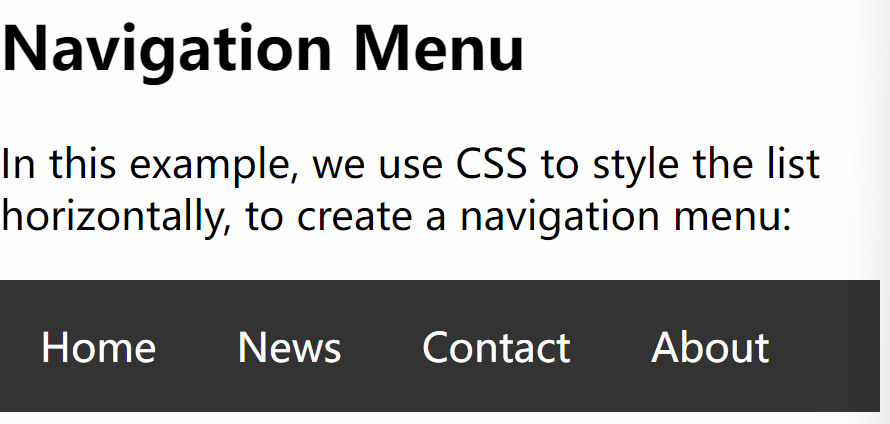 Navigation Menu
In this example, we use CSS to style the list
horizontally, to create a navigation menu:
Home News Contact About